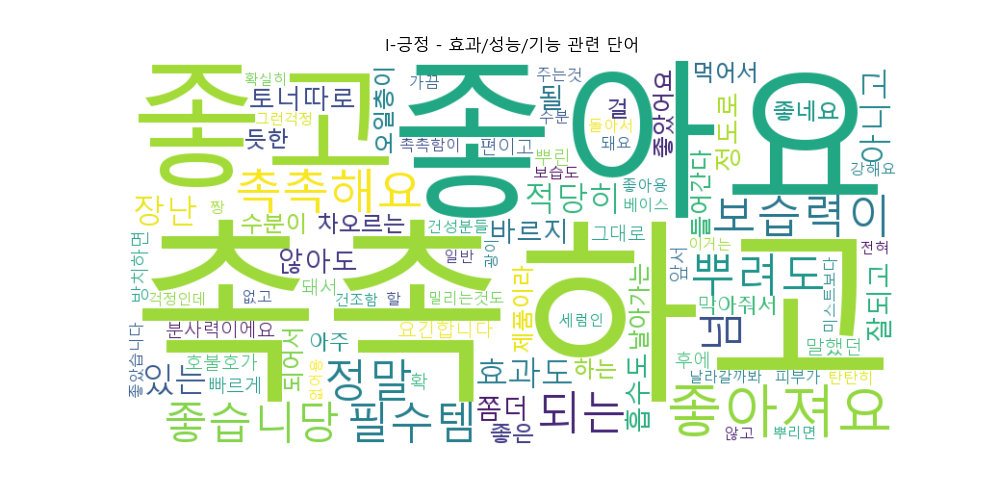 I-긍정 - 효과/성능/기능 관련 단어
좋고
좋아요
확실히
가끔
주는것
먹어서
토너따로
오일층이
될
수분
걸
좋았어요
정도로
좋네요
아니고
그런걱정
듯한
촉촉함이
편이고
뿌린
들어서
돼요
보습도
강해요
촉촉해요
장난
짱
적당히
좋아용
베이스
들어간다
보습력이
수분이
차오르는
건성분들
바르지
그대로
이거는
전혀
촉촉하고
않아도
일반
광이
앞서
방치하면
걱정인데
없고
돼서
건조함
할
밀리는것도
제품이라
날아가는
뿌려도
미스트보다
잘되고
막아줘서
넘
분사력이에요
요긴합니다
세럼인
말했던
좋았습니다
호불호가
되어서
아주
있는
빠르게
없어용
정말
확
효과도
하는
흡수도
후에
날라갈까봐
피부가
탄탄히
좋습니당
필수템
쫌더
좋은
되는
좋아져요
않고
뿌리면